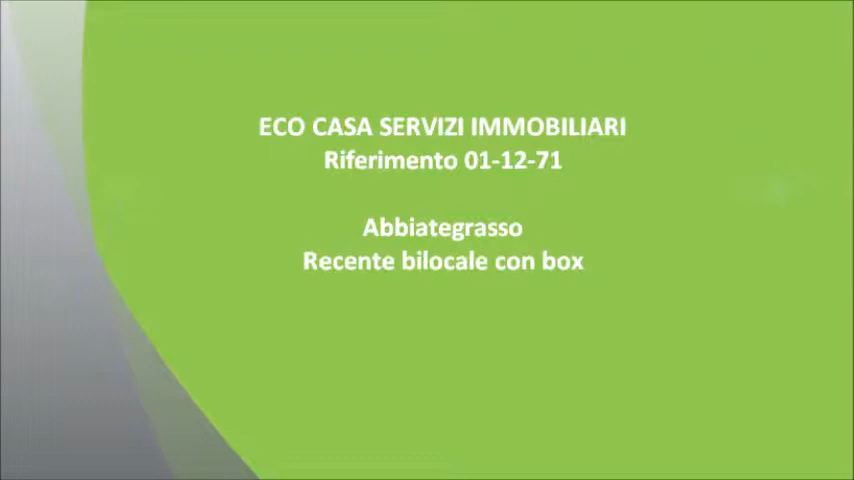 ECO CASA SERVIZI IMMOBILIARI
Riferimento 01-12-71
Abbiategrasso
Recente bilocale con box